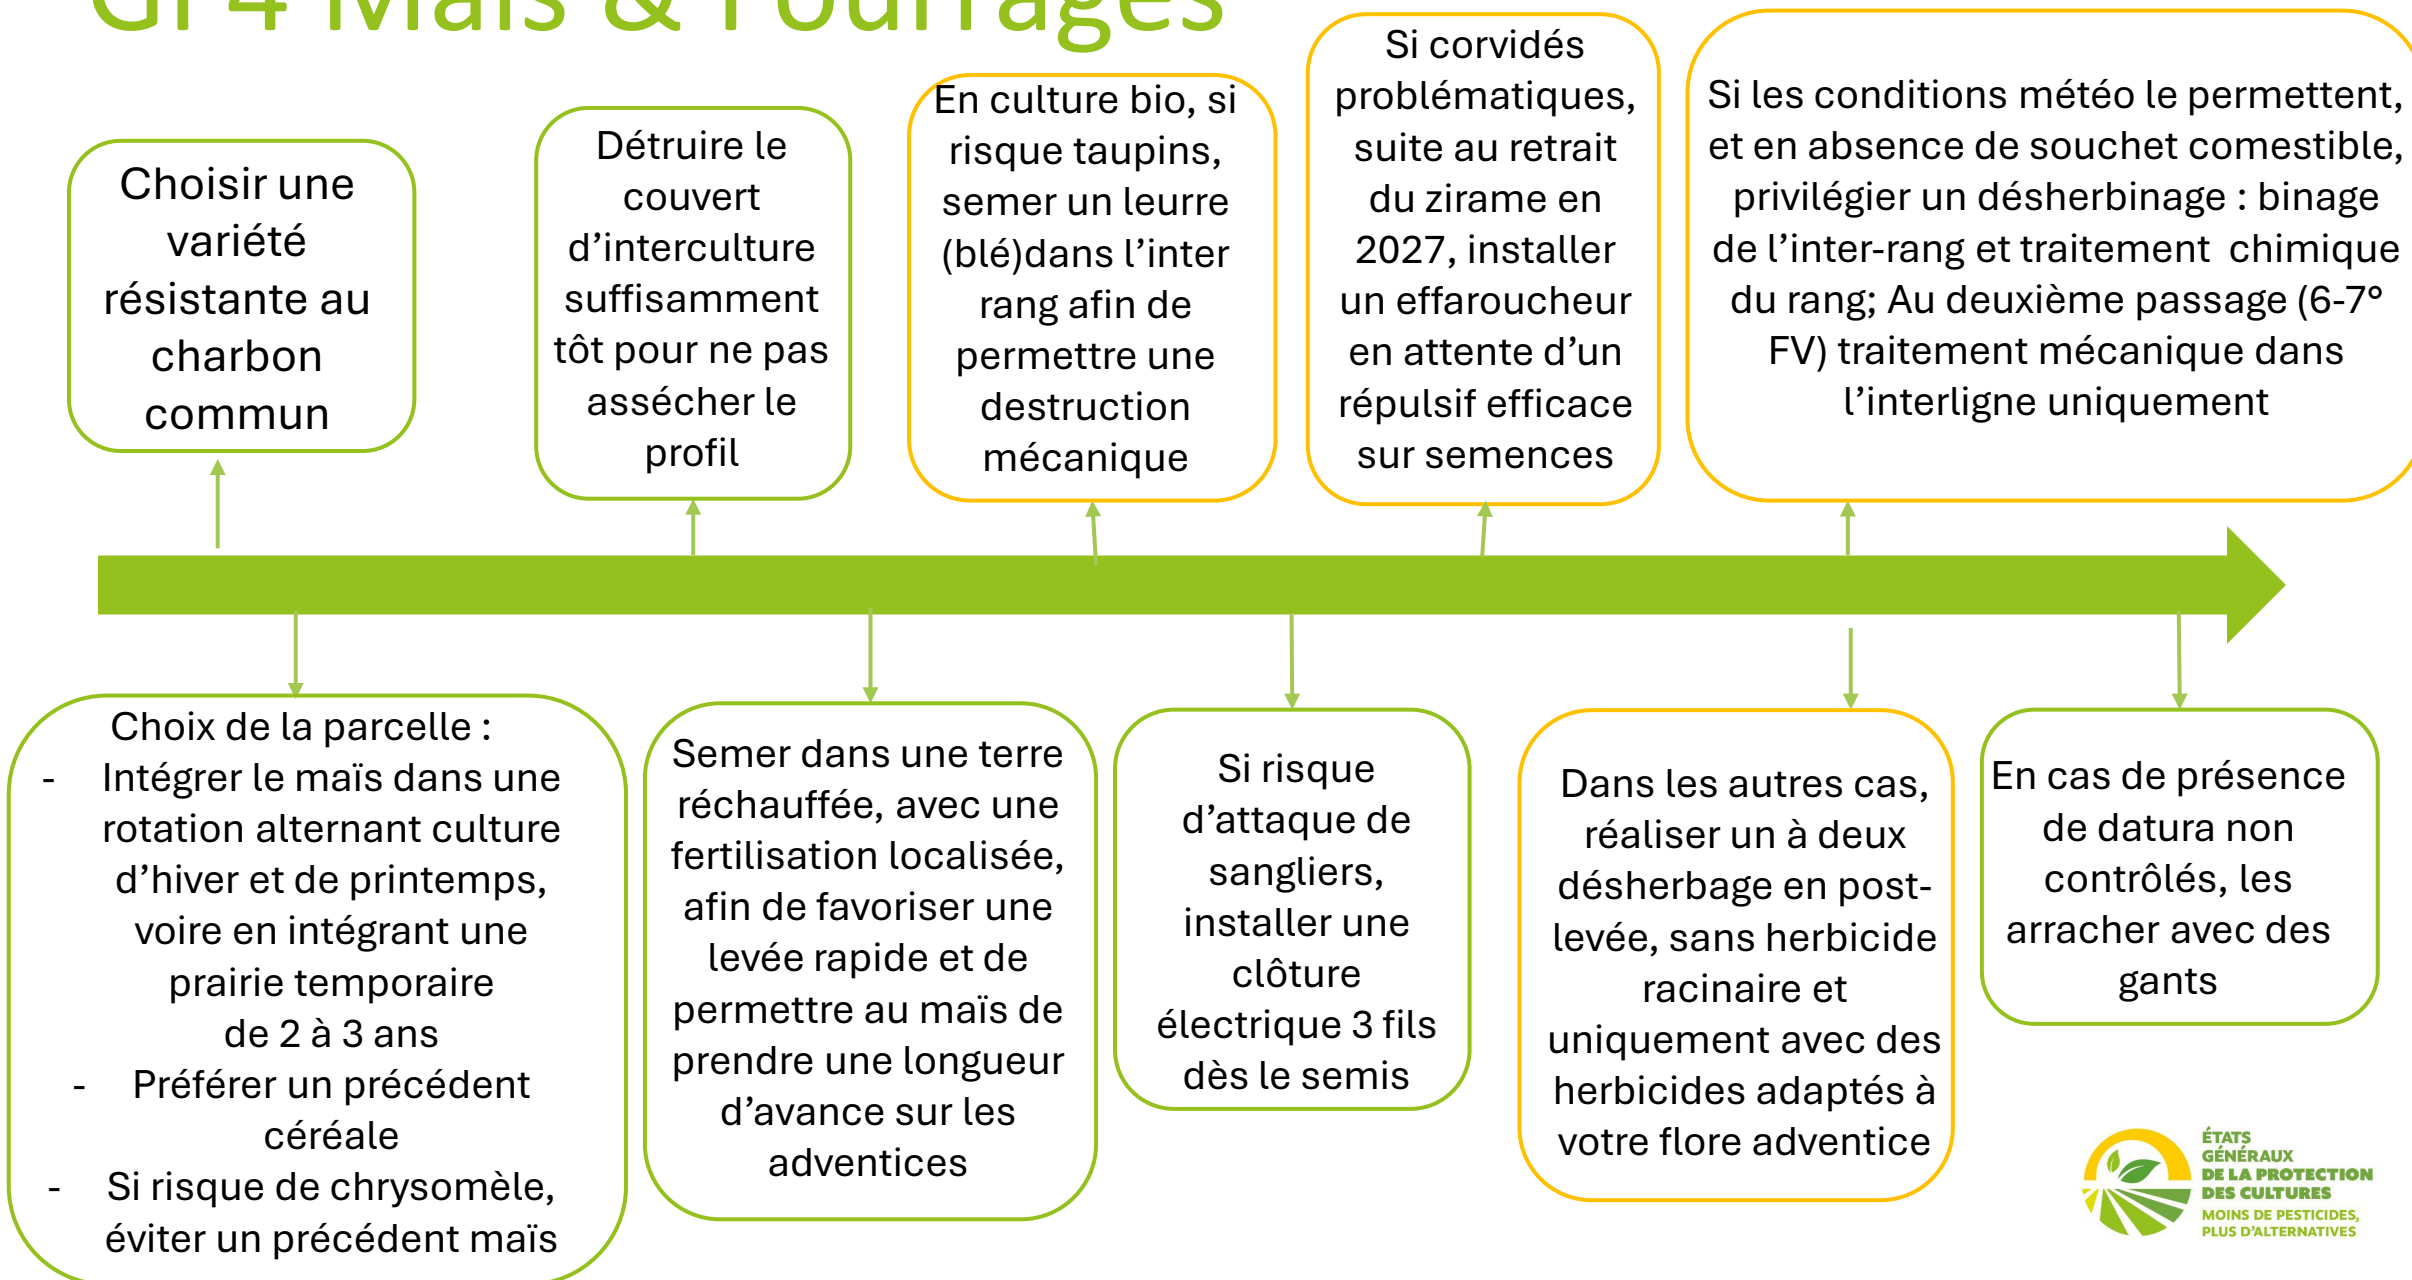 GI 4 Maïs & Fourrages
Choisir une
variété
résistante au
charbon
commun
Détruire le
couvert
d’interculture
suffisamment
tôt pour ne pas
assécher le
profil
En culture bio, si
risque taupins,
semer un leurre
(blé)dans l’inter
rang afin de
permettre une
destruction
mécanique
Si corvidés
problématiques,
suite au retrait
du zirame en
2027, installer
un effaroucheur
en attente d’un
répulsif efficace
sur semences
Si les conditions météo le permettent,
et en absence de souchet comestible,
privilégier un désherbinage : binage
de l’inter-rang et traitement chimique
du rang; Au deuxième passage (6-7°
FV) traitement mécanique dans
l’interligne uniquement
Choix de la parcelle :
- Intégrer le maïs dans une
rotation alternant culture
d’hiver et de printemps,
voire en intégrant une
prairie temporaire
de 2 à 3 ans
- Préférer un précédent
céréale
- Si risque de chrysomèle,
éviter un précédent maïs
Semer dans une terre
réchauffée, avec une
fertilisation localisée,
afin de favoriser une
levée rapide et de
permettre au maïs de
prendre une longueur
d’avance sur les
adventices
Si risque
d’attaque de
sangliers,
installer une
clôture
électrique 3 fils
dès le semis
Dans les autres cas,
réaliser un à deux
désherbage en post-
levée, sans herbicide
racinaire et
uniquement avec des
herbicides adaptés à
votre flore adventice
En cas de présence
de datura non
contrôlés, les
arracher avec des
gants
ÉTATS
GÉNÉRAUX
DE LA PROTECTION
DES CULTURES
MOINS DE PESTICIDES,
PLUS D’ALTERNATIVES